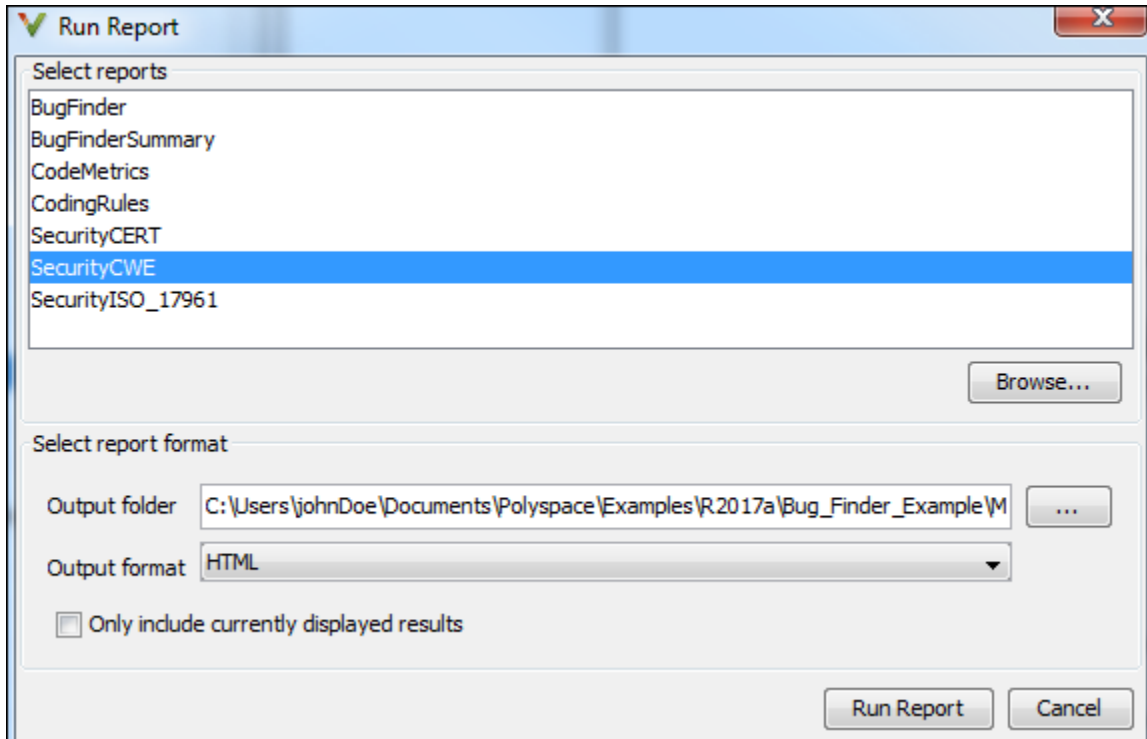 Run Report
Select reports
BugFinder
BugFinderSummary
CodeMetrics
CodingRules
SecurityCERT
SecurityCWE
SecurityISO_17961
Browse...
Select report format
Output folder C:\Users\johnDoe\Documents\Polyspace\Examples\R2017a\Bug_Finder_Example\M ...
Output format HTML
Only include currently displayed results
Run Report Cancel